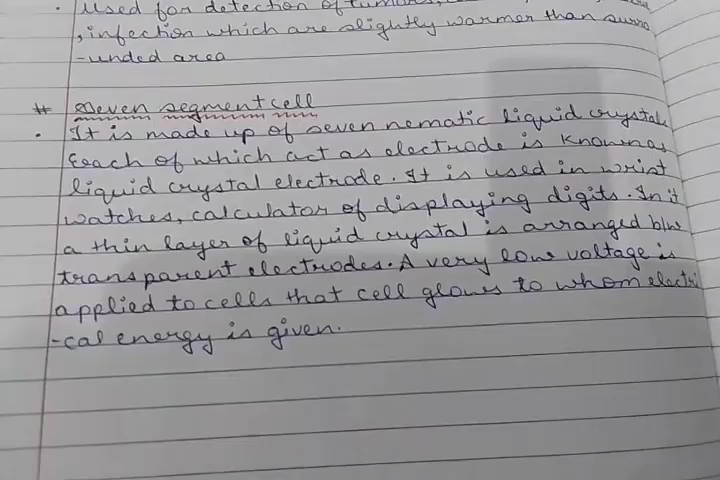 . Used for detection of tumors,
, infection which are slightly warmer than surro
-unded area
# Seven segment cell
. It is made up of seven nematic liquid crystal.
Each of which act as electrode is known as
liquid crystal electrode. It is used in wrist
watches, calculator of displaying digits. In it
a thin layer of liquid crystal is arranged b/w
transparent electrodes. A very low voltage is
applied to cells that cell glows to whom electri
-cal energy is given.